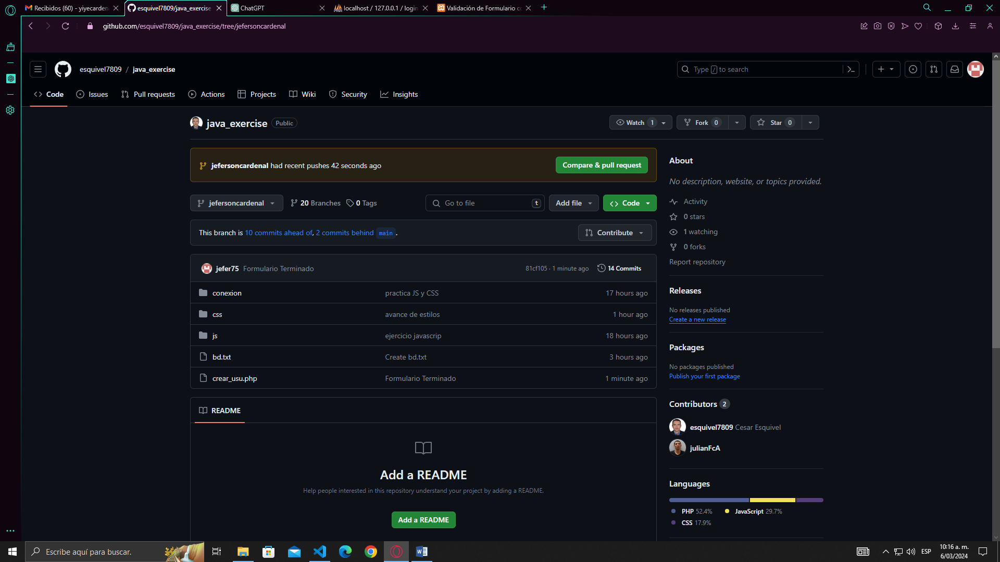 Recibidos (60) - yiyecarden
esquivel7809/java_exercise
ChatGPT
localhost / 127.0.0.1 / login
Validación de Formulario co
github.com/esquivel7809/java_exercise/tree/jefersoncardenal
esquivel7809 / java_exercise
Type / to search
Code
Issues
Pull requests
Actions
Projects
Wiki
Security
Insights
java_exercise Public
Watch 1
Fork 0
Star 0
jefersoncardenal had recent pushes 42 seconds ago
Compare & pull request
jefersoncardenal
20 Branches
0 Tags
Go to file t
Add file
Code
This branch is 10 commits ahead of, 2 commits behind main.
Contribute
jefer75 Formulario Terminado 81cf105 · 1 minute ago 14 Commits
conexion practica JS y CSS 17 hours ago
css avance de estilos 1 hour ago
js ejercicio javascrip 18 hours ago
bd.txt Create bd.txt 3 hours ago
crear_usu.php Formulario Terminado 1 minute ago
README
Add a README
Help people interested in this repository understand your project by adding a README.
Add a README
About
No description, website, or topics provided.
Activity
0 stars
1 watching
0 forks
Report repository
Releases
No releases published
Create a new release
Packages
No packages published
Publish your first package
Contributors 2
esquivel7809 Cesar Esquivel
julianFcA
Languages
PHP 52.4% JavaScript 29.7%
CSS 17.9%
Escribe aquí para buscar.
ESP
10:16 a. m.
6/03/2024